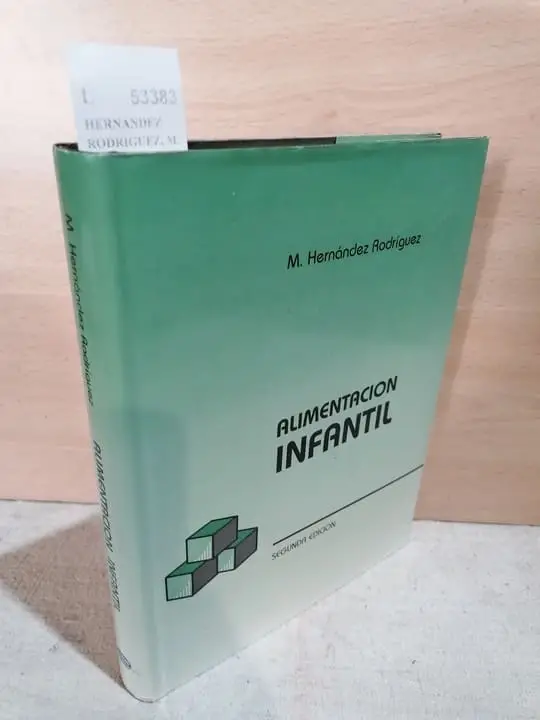 L 53383
HERNANDEZ
RODRIGUEZ, M.
M. Hernández Rodríguez
ALIMENTACION INFANTIL
M. Hernández Rodríguez
ALIMENTACION
INFANTIL
SEGUNDA EDICION